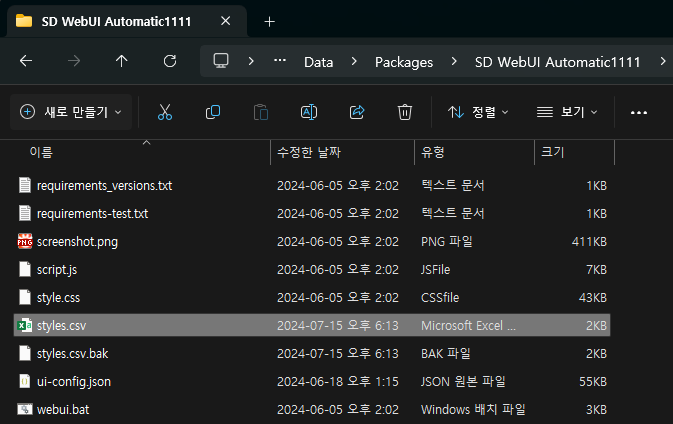 SD WebUI Automatic1111
Data > Packages > SD WebUI Automatic1111 >
새로 만들기 정렬 보기
이름 수정한 날짜 유형 크기
requirements_versions.txt 2024-06-05 오후 2:02 텍스트 문서 1KB
requirements-test.txt 2024-06-05 오후 2:02 텍스트 문서 1KB
PNG screenshot.png 2024-06-05 오후 2:02 PNG 파일 411KB
script.js 2024-06-05 오후 2:02 JSFile 7KB
style.css 2024-06-05 오후 2:02 CSSfile 43KB
styles.csv 2024-07-15 오후 6:13 Microsoft Excel ... 2KB
styles.csv.bak 2024-07-15 오후 6:13 BAK 파일 2KB
ui-config.json 2024-06-18 오후 1:15 JSON 원본 파일 55KB
webui.bat 2024-06-05 오후 2:02 Windows 배치 파일 3KB